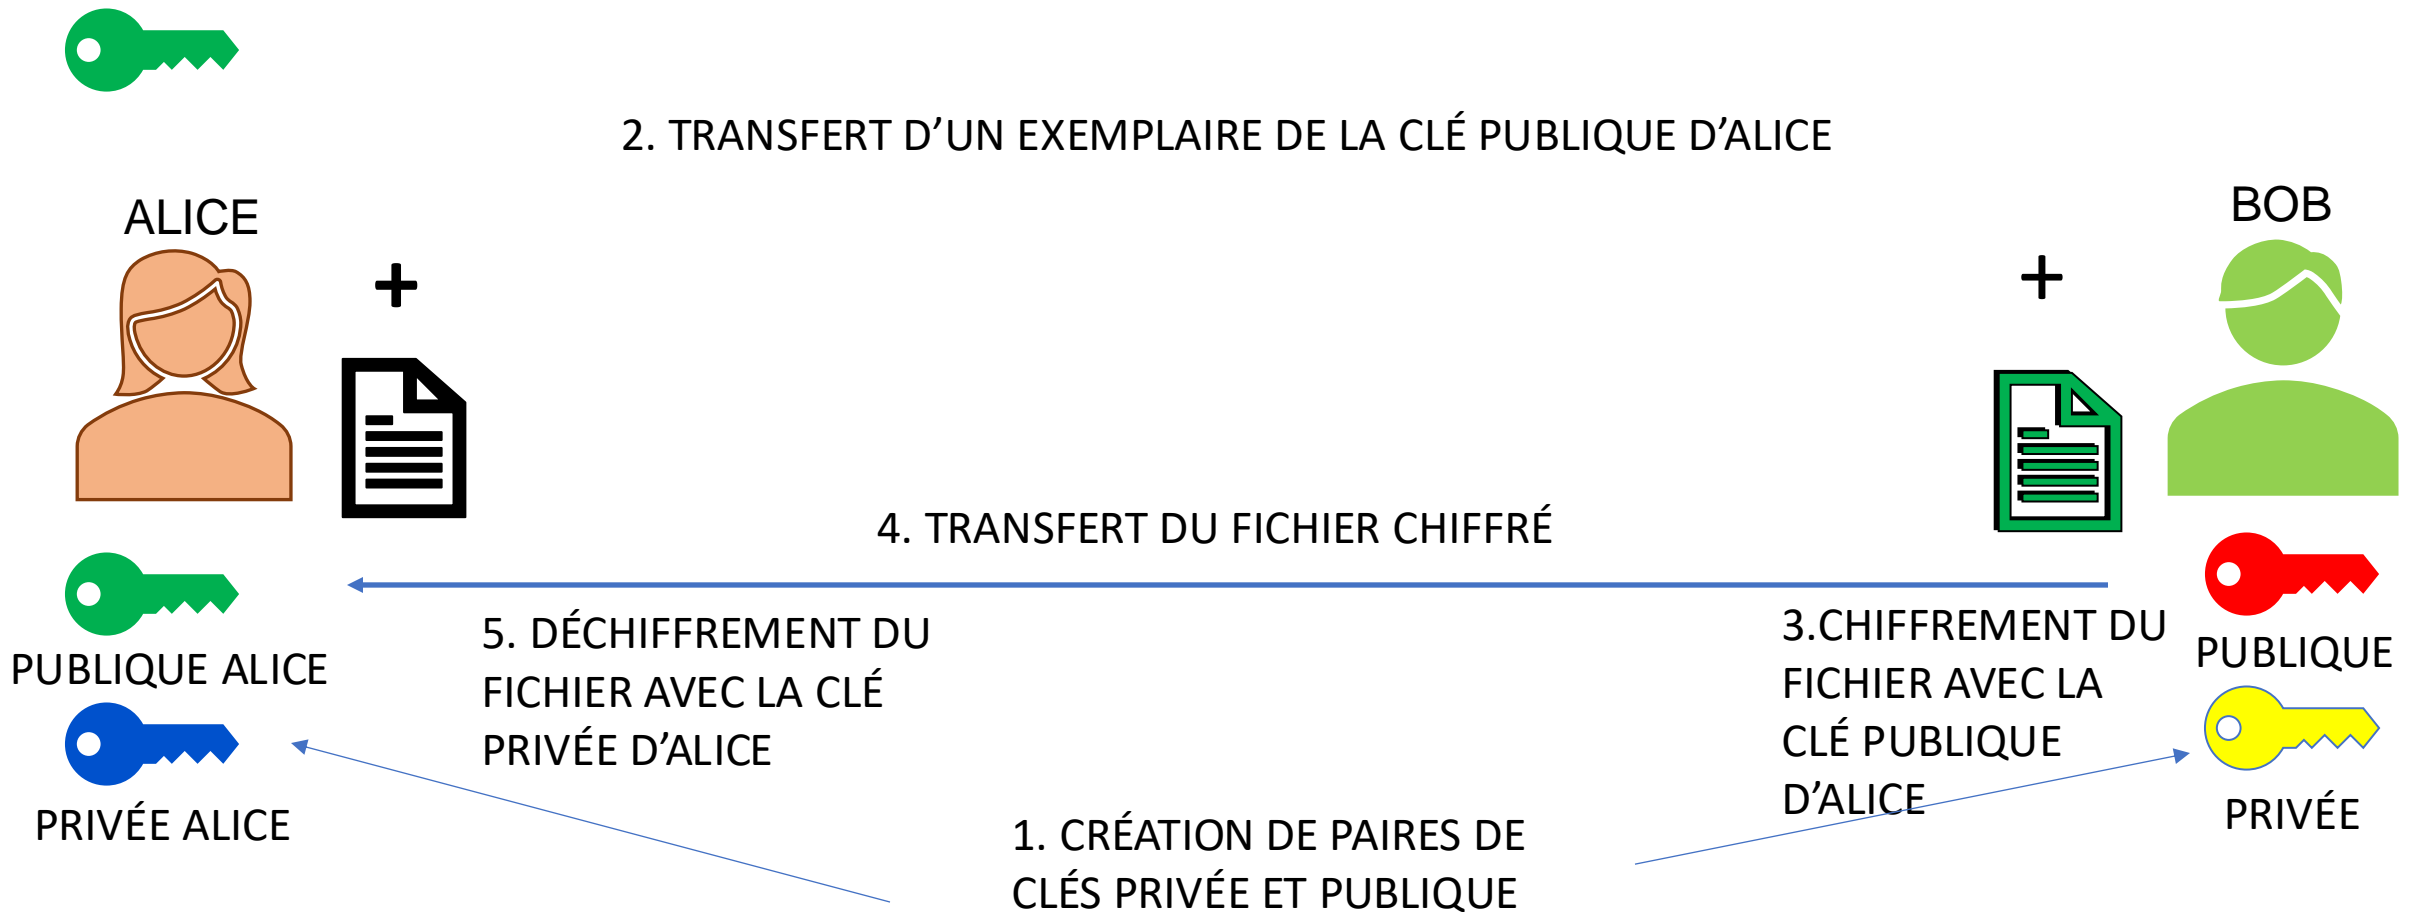 2. TRANSFERT D’UN EXEMPLAIRE DE LA CLÉ PUBLIQUE D’ALICE
ALICE
BOB
+
+
4. TRANSFERT DU FICHIER CHIFFRÉ
PUBLIQUE ALICE
PRIVÉE ALICE
5. DÉCHIFFREMENT DU
FICHIER AVEC LA CLÉ
PRIVÉE D’ALICE
3.CHIFFREMENT DU
FICHIER AVEC LA
CLÉ PUBLIQUE
D’ALICE
PUBLIQUE
PRIVÉE
1. CRÉATION DE PAIRES DE
CLÉS PRIVÉE ET PUBLIQUE